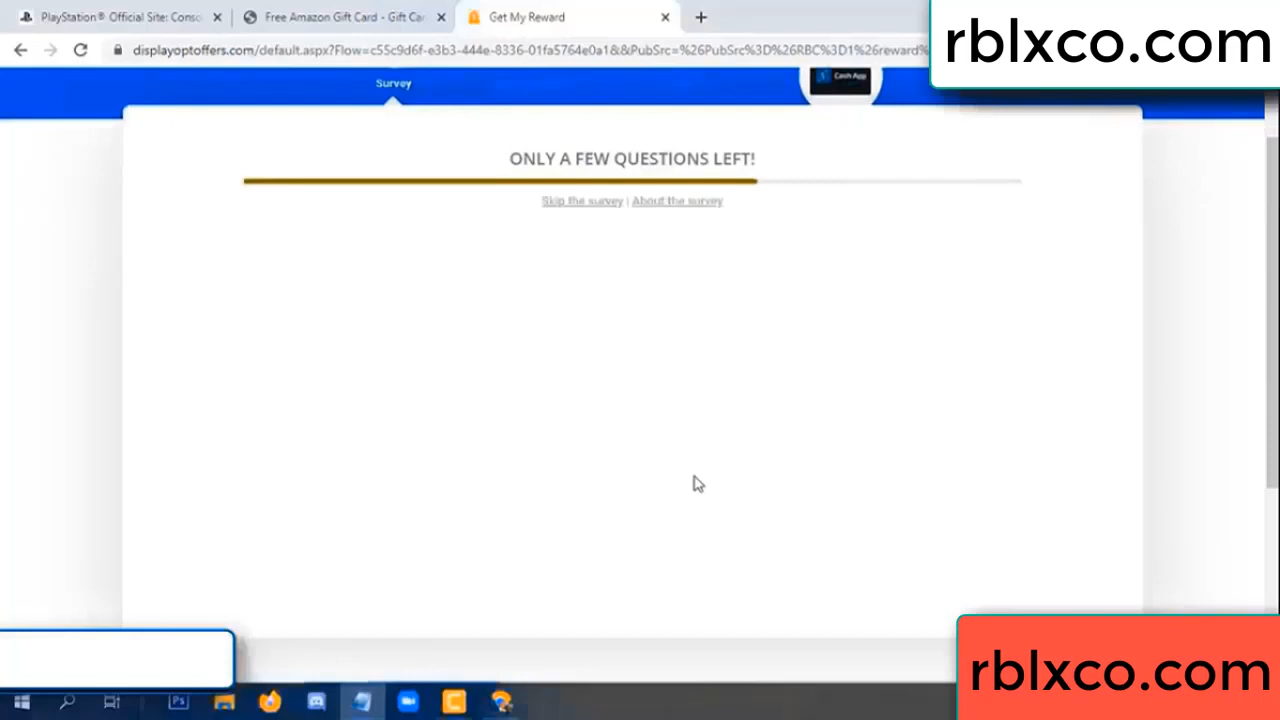 PlayStation® Official Site: Conso
Free Amazon Gift Card - Gift Car
Get My Reward
rblxco.com
displayoptoffers.com/default.aspx?Flow=c55c9d6f-e3b3-444e-8336-01fa5764e0a1&&PubSrc=%26PubSrc%3D%26RBC%3D1%26reward%
Survey
Cash App
ONLY A FEW QUESTIONS LEFT!
Skip the survey | About the survey
rblxco.com
Ps